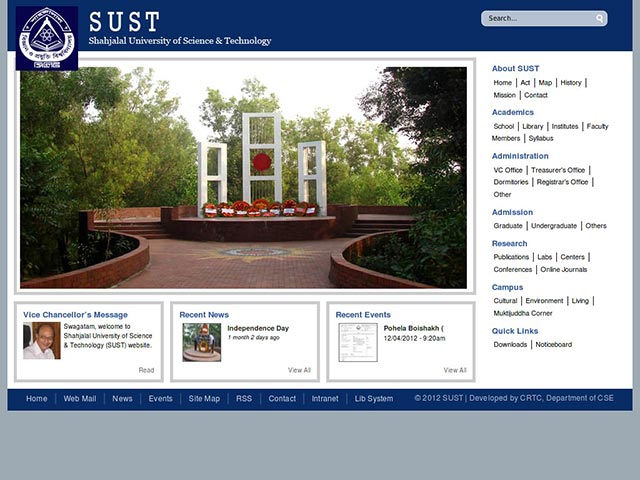 SUST
Shahjalal University of Science & Technology
Search...
About SUST
Home | Act | Map | History |
Mission | Contact
Academics
School | Library | Institutes | Faculty
Members | Syllabus
Administration
VC Office | Treasurer's Office |
Dormitories | Registrar's Office |
Other
Admission
Graduate | Undergraduate | Others
Research
Publications | Labs | Centers |
Conferences | Online Journals
Campus
Cultural | Environment | Living |
Muktijuddha Corner
Quick Links
Downloads | Noticeboard
Vice Chancellor's Message
Swagatam, welcome to
Shahjalal University of Science
& Technology (SUST) website.
Read
Recent News
Independence Day
1 month 2 days ago
View All
Recent Events
Pohela Boishakh (
12/04/2012 - 9:20am
View All
Home | Web Mail | News | Events | Site Map | RSS | Contact | Intranet | Lib System
© 2012 SUST | Developed by CRTC, Department of CSE